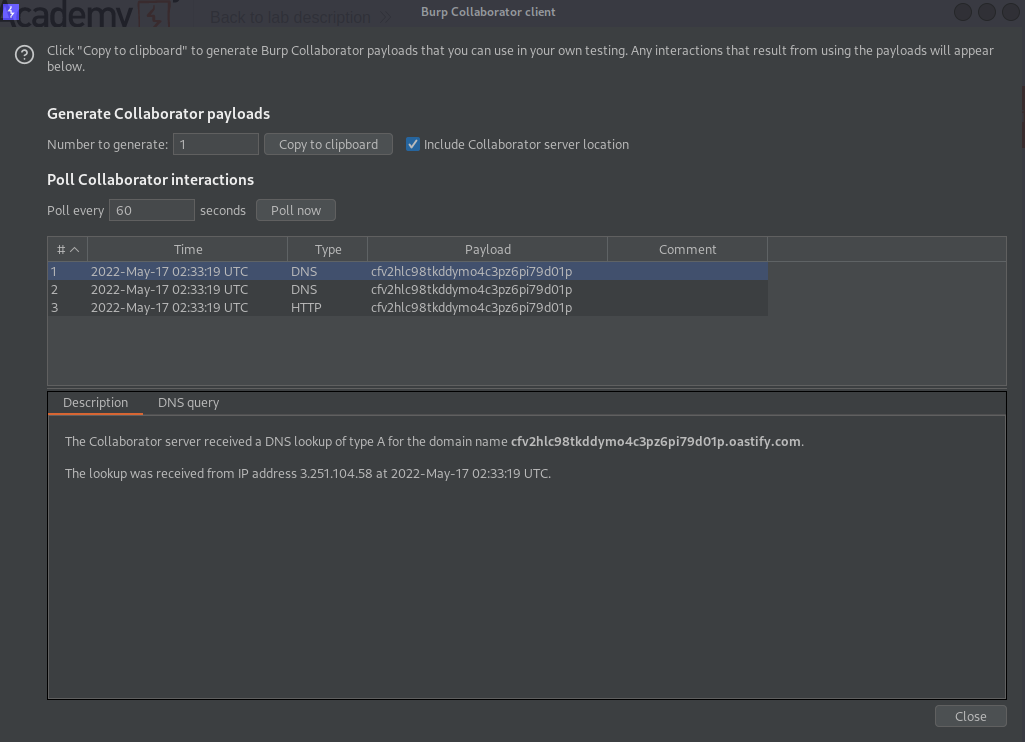 Academy
Back to lab description
Burp Collaborator client
Click "Copy to clipboard" to generate Burp Collaborator payloads that you can use in your own testing. Any interactions that result from using the payloads will appear
below.
Generate Collaborator payloads
Number to generate: 1 Copy to clipboard Include Collaborator server location
Poll Collaborator interactions
Poll every 60 seconds Poll now
# Time Type Payload Comment
1 2022-May-17 02:33:19 UTC DNS cfv2hlc98tkddymo4c3pz6pi79d01p
2 2022-May-17 02:33:19 UTC DNS cfv2hlc98tkddymo4c3pz6pi79d01p
3 2022-May-17 02:33:19 UTC HTTP cfv2hlc98tkddymo4c3pz6pi79d01p
Description DNS query
The Collaborator server received a DNS lookup of type A for the domain name cfv2hlc98tkddymo4c3pz6pi79d01p.oastify.com.
The lookup was received from IP address 3.251.104.58 at 2022-May-17 02:33:19 UTC.
Close